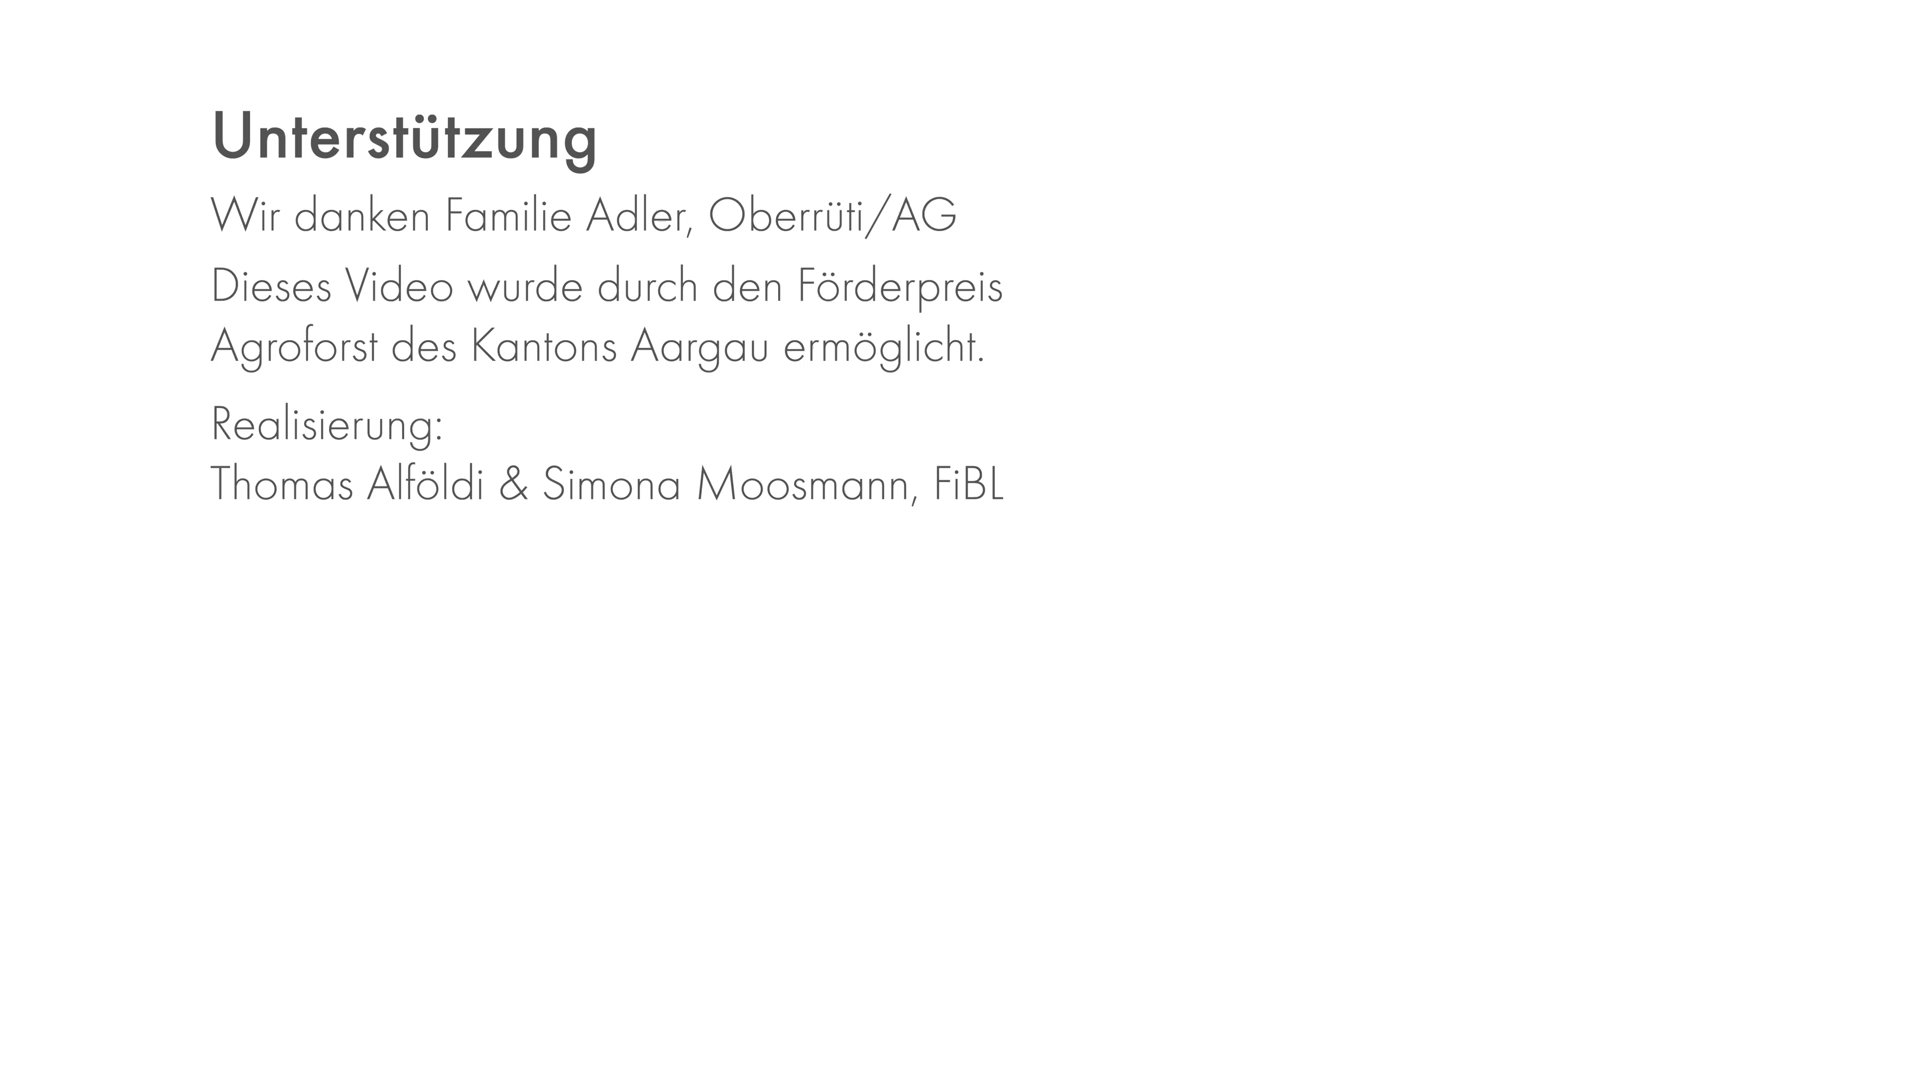 Unterstützung
Wir danken Familie Adler, Oberrüti/AG
Dieses Video wurde durch den Förderpreis
Agroforst des Kantons Aargau ermöglicht.
Realisierung:
Thomas Alföldi & Simona Moosmann, FiBL